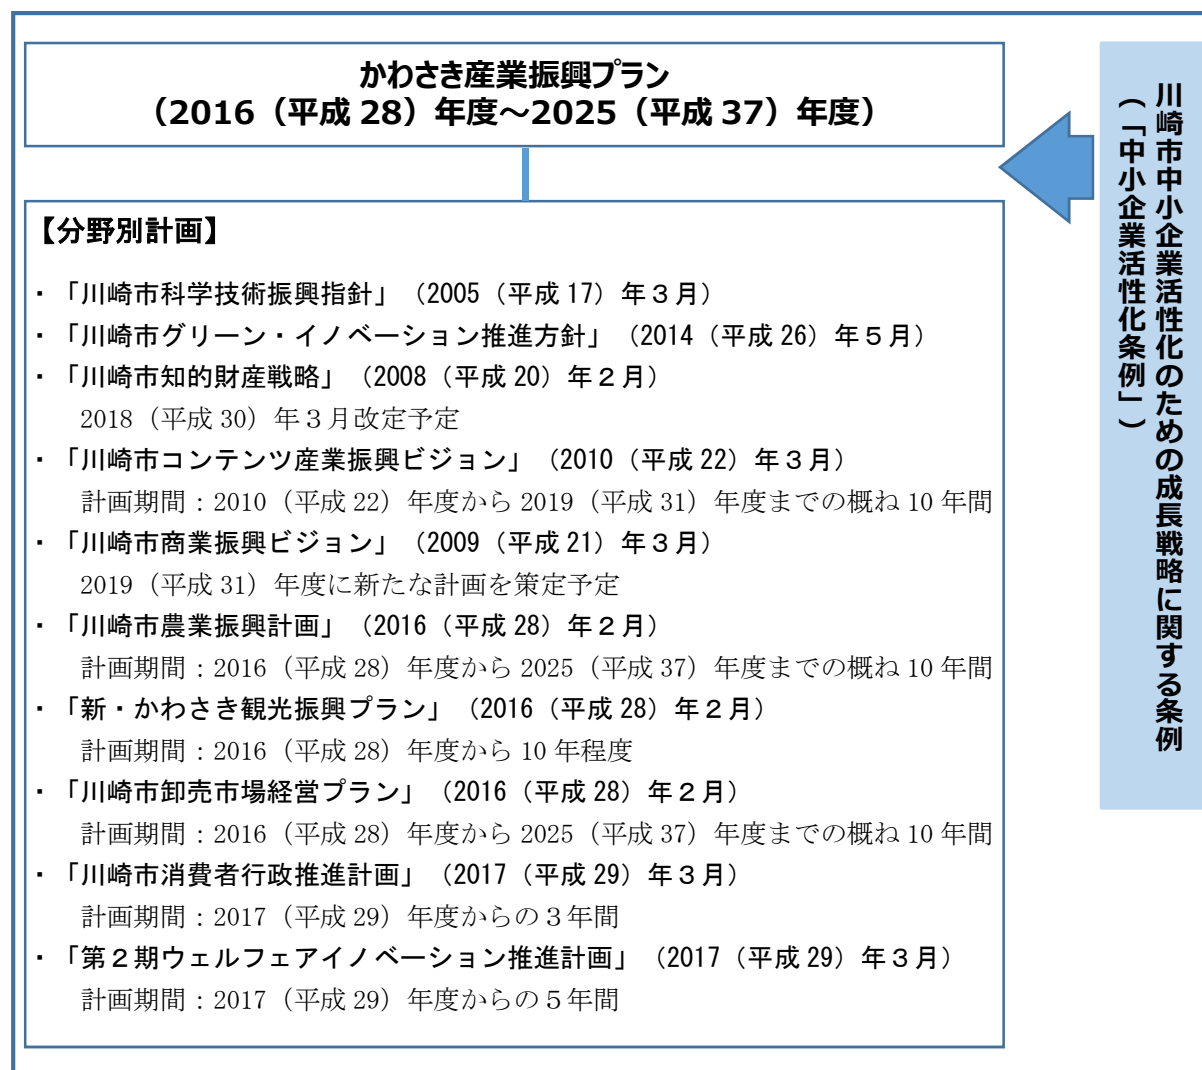 かわさき産業振興プラン
（2016（平成 28）年度～2025（平成 37）年度）
【分野別計画】
・「川崎市科学技術振興指針」（2005（平成 17）年３月）
・「川崎市グリーン・イノベーション推進方針」（2014（平成 26）年５月）
・「川崎市知的財産戦略」（2008（平成 20）年２月）
2018（平成 30）年３月改定予定
・「川崎市コンテンツ産業振興ビジョン」（2010（平成 22）年３月）
計画期間：2010（平成 22）年度から 2019（平成 31）年度までの概ね 10 年間
・「川崎市商業振興ビジョン」（2009（平成 21）年３月）
2019（平成 31）年度に新たな計画を策定予定
・「川崎市農業振興計画」（2016（平成 28）年２月）
計画期間：2016（平成 28）年度から 2025（平成 37）年度までの概ね 10 年間
・「新・かわさき観光振興プラン」（2016（平成 28）年２月）
計画期間：2016（平成 28）年度から 10 年程度
・「川崎市卸売市場経営プラン」（2016（平成 28）年２月）
計画期間：2016（平成 28）年度から 2025（平成 37）年度までの概ね 10 年間
・「川崎市消費者行政推進計画」（2017（平成 29）年３月）
計画期間：2017（平成 29）年度からの３年間
・「第２期ウェルフェアイノベーション推進計画」（2017（平成 29）年３月）
計画期間：2017（平成 29）年度からの５年間
川崎市中小企業活性化のための成長戦略に関する条例
（「中小企業活性化条例」）